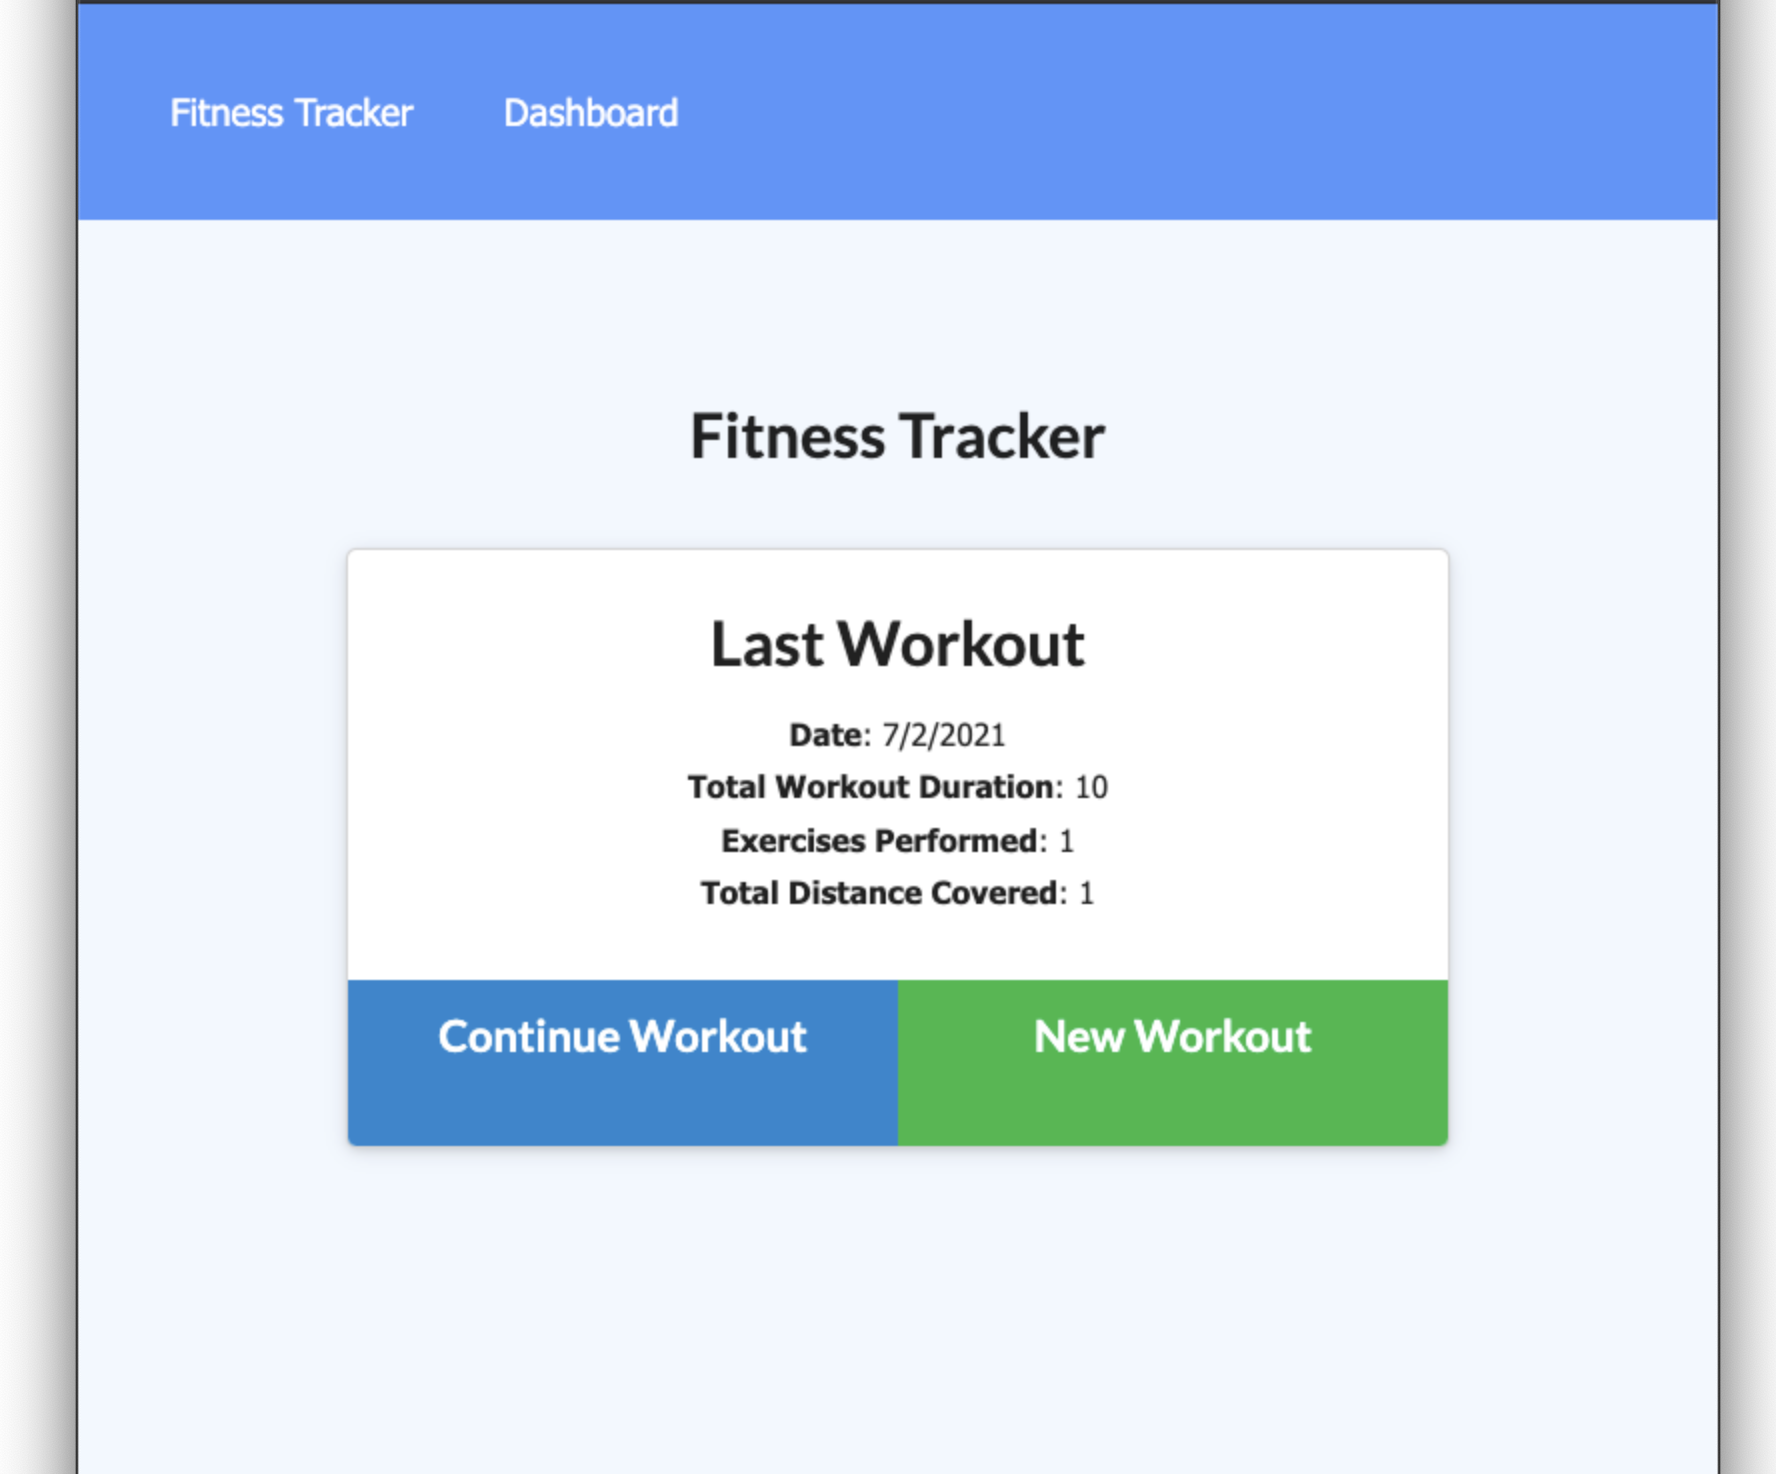 Fitness Tracker Dashboard
Fitness Tracker
Last Workout
Date: 7/2/2021
Total Workout Duration: 10
Exercises Performed: 1
Total Distance Covered: 1
Continue Workout New Workout